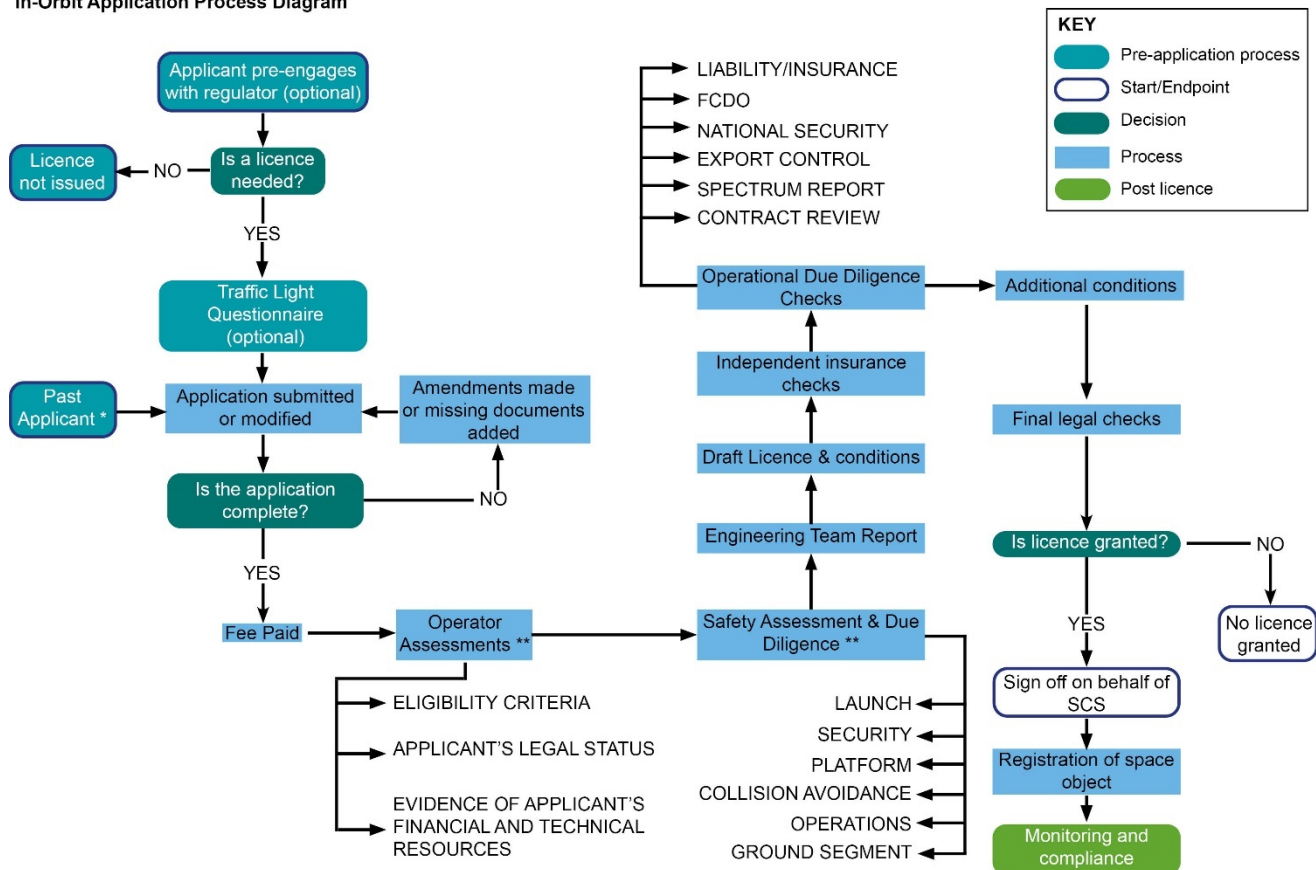 In-Orbit Application Process Diagram
Applicant pre-engages
with regulator (optional)
Licence
not issued
NO
Is a licence
needed?
YES
Traffic Light
Questionnaire
(optional)
Past
Applicant *
Application submitted
or modified
Amendments made
or missing documents
added
Is the application
complete?
NO
YES
Fee Paid
Operator
Assessments **
ELIGIBILITY CRITERIA
APPLICANT'S LEGAL STATUS
EVIDENCE OF APPLICANT'S
FINANCIAL AND TECHNICAL
RESOURCES
LIABILITY/INSURANCE
FCDO
NATIONAL SECURITY
EXPORT CONTROL
SPECTRUM REPORT
CONTRACT REVIEW
Operational Due Diligence
Checks
Independent insurance
checks
Draft Licence & conditions
Engineering Team Report
Safety Assessment & Due
Diligence **
LAUNCH
SECURITY
PLATFORM
COLLISION AVOIDANCE
OPERATIONS
GROUND SEGMENT
Additional conditions
Final legal checks
Is licence granted?
NO
No licence
granted
YES
Sign off on behalf of
SCS
Registration of space
object
Monitoring and
compliance
KEY
Pre-application process
Start/Endpoint
Decision
Process
Post licence